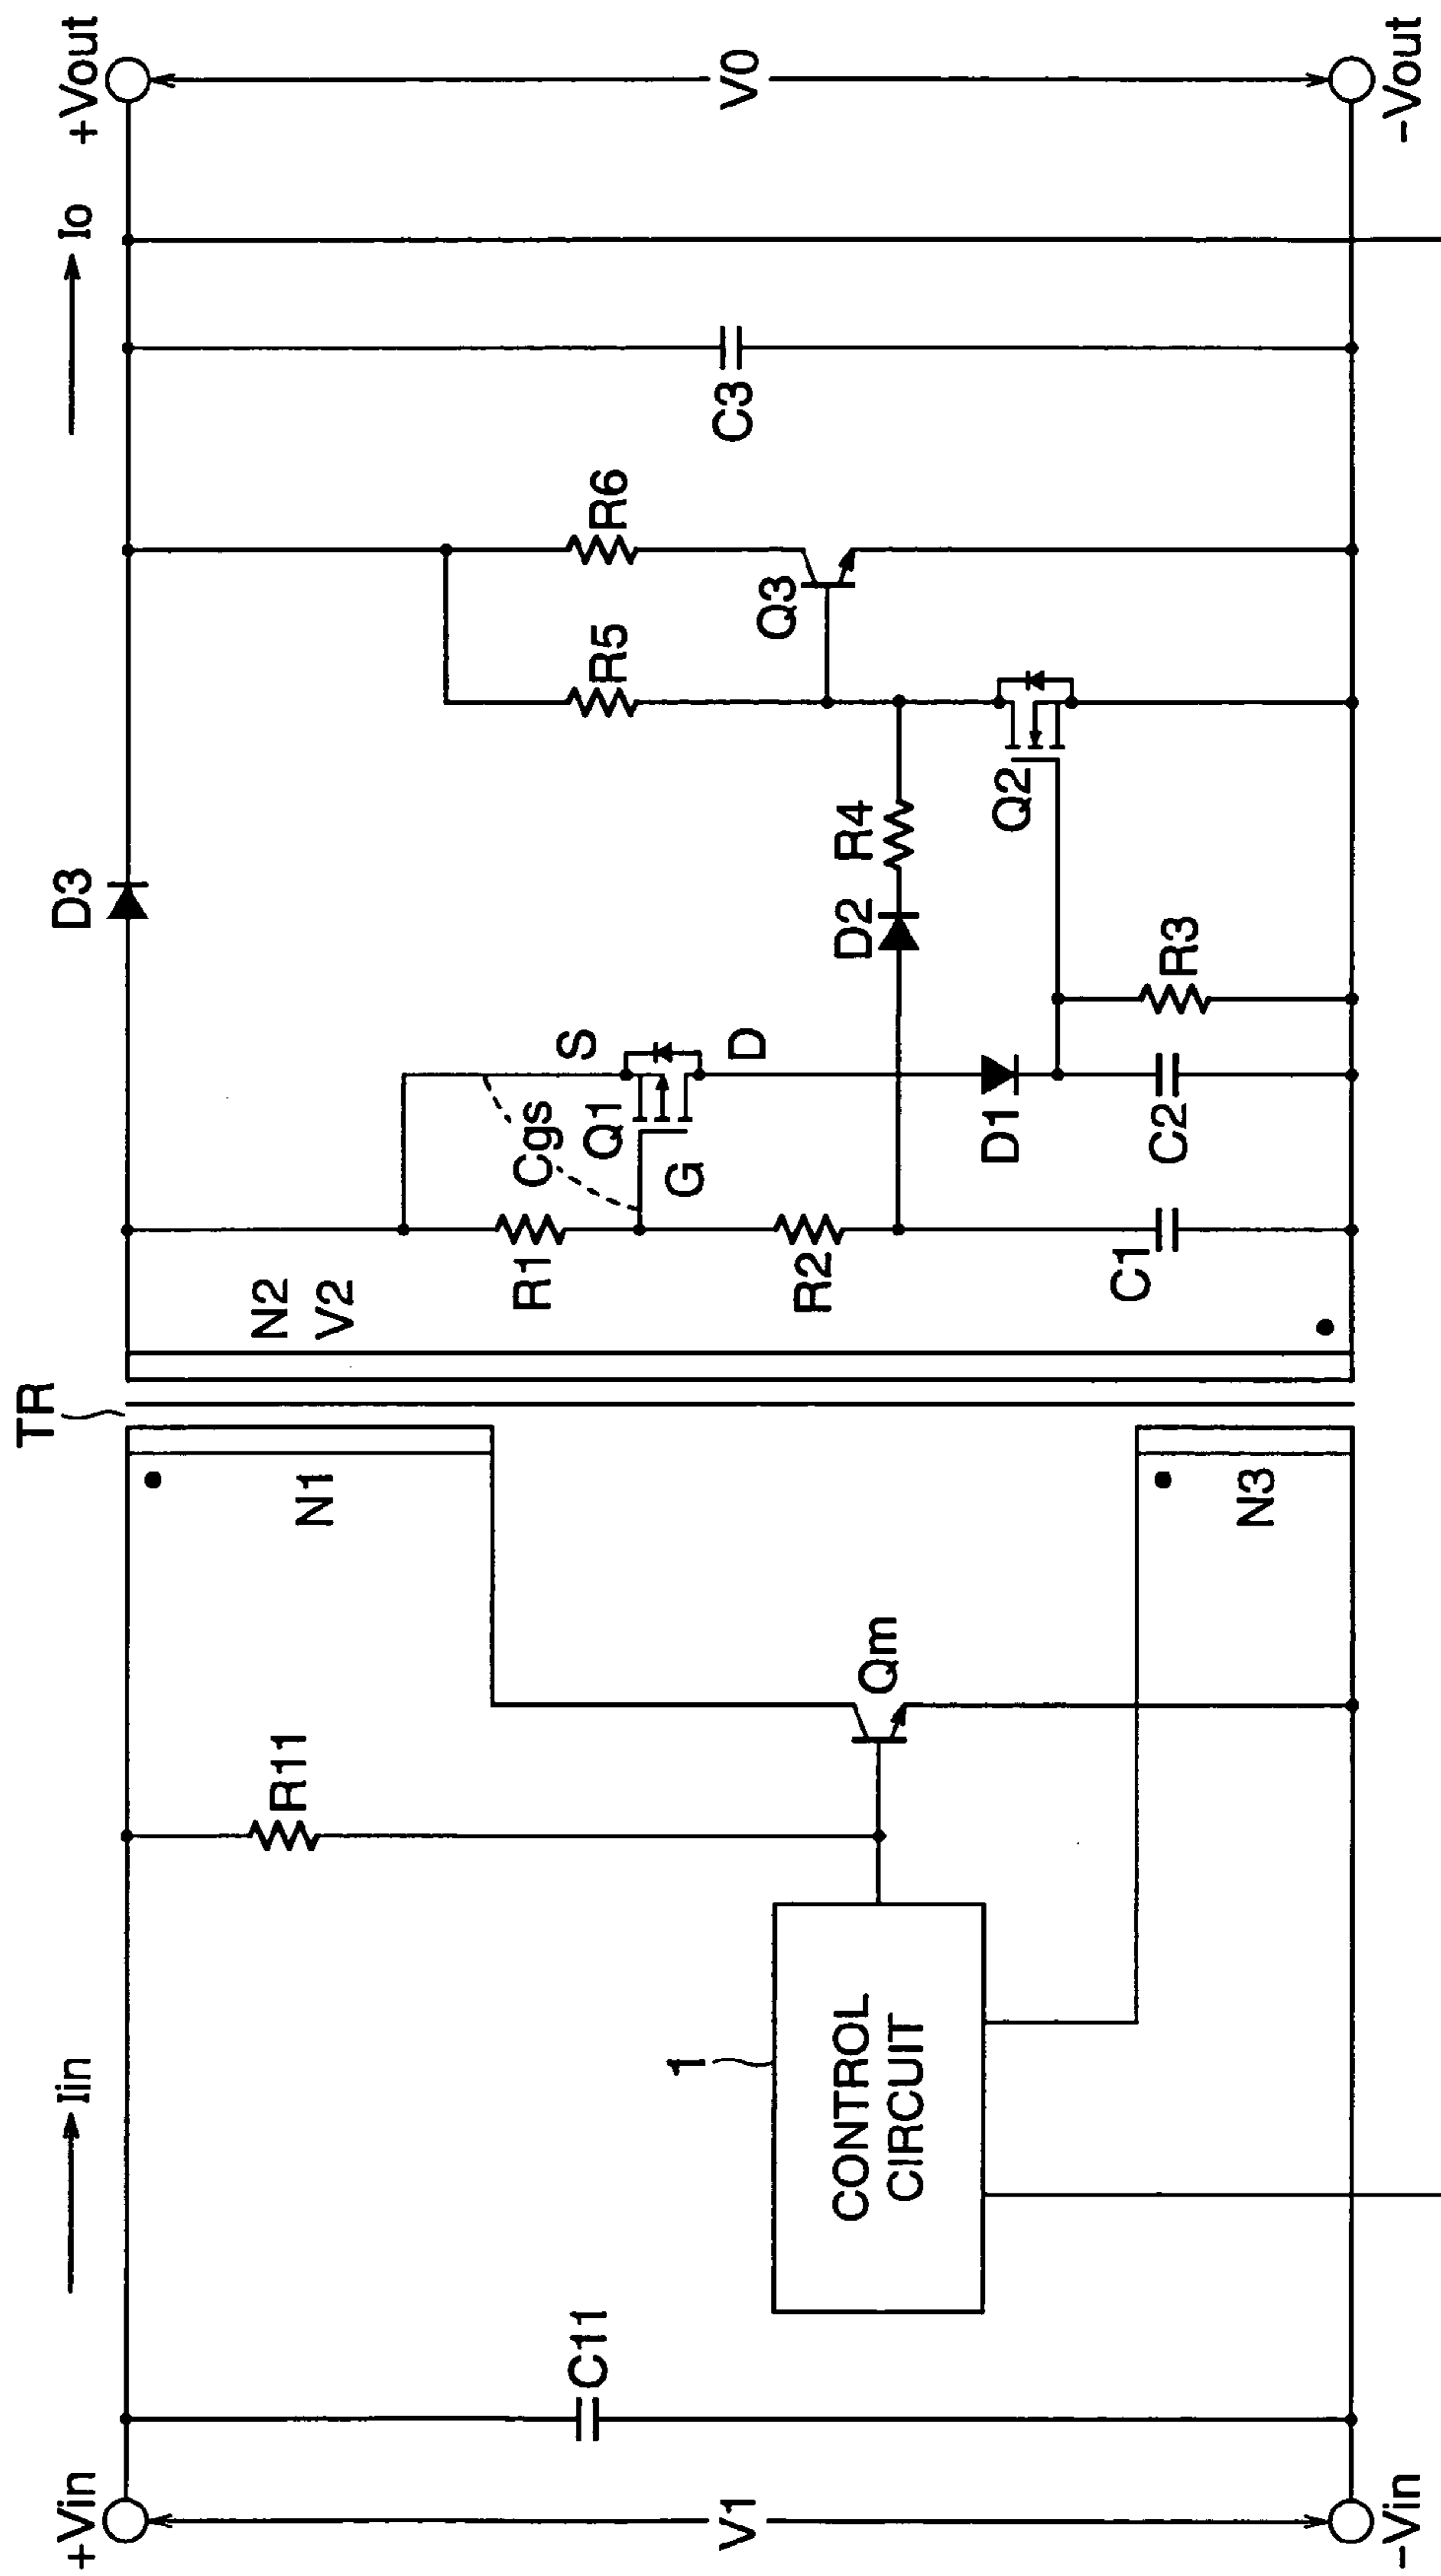 +Vin
-Vin
V1
C11
Iin
1
CONTROL
CIRCUIT
R11
Qm
N1
N3
TR
N2
V2
R1
R2
C1
Cgs
Q1
G
S
D
D1
C2
R3
D2
R4
Q2
D3
R5
R6
Q3
C3
Io
V0
+Vout
-Vout